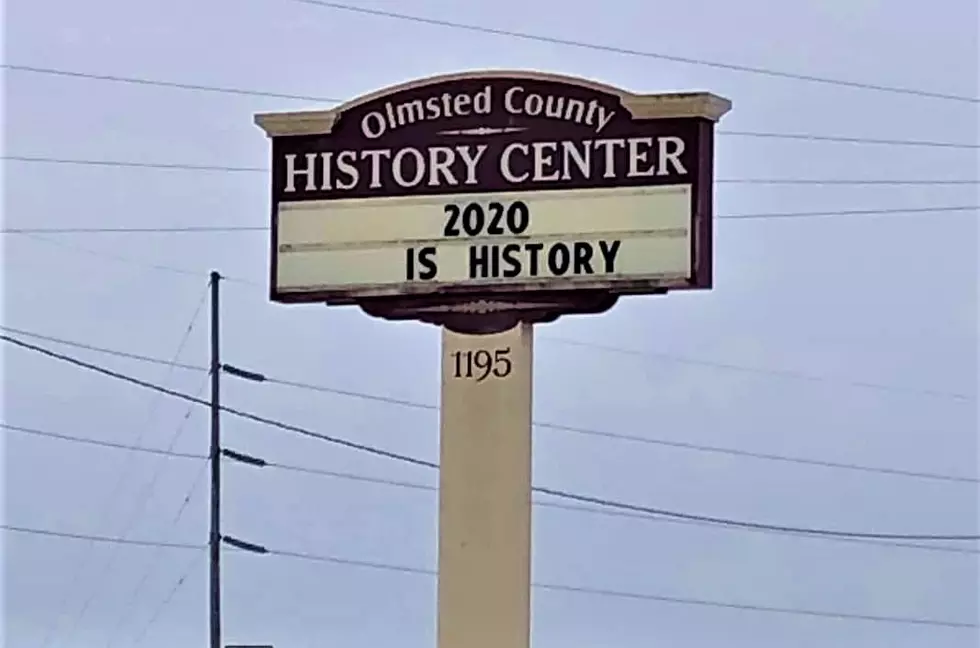 Olmsted County
HISTORY CENTER
2020
IS HISTORY
1195